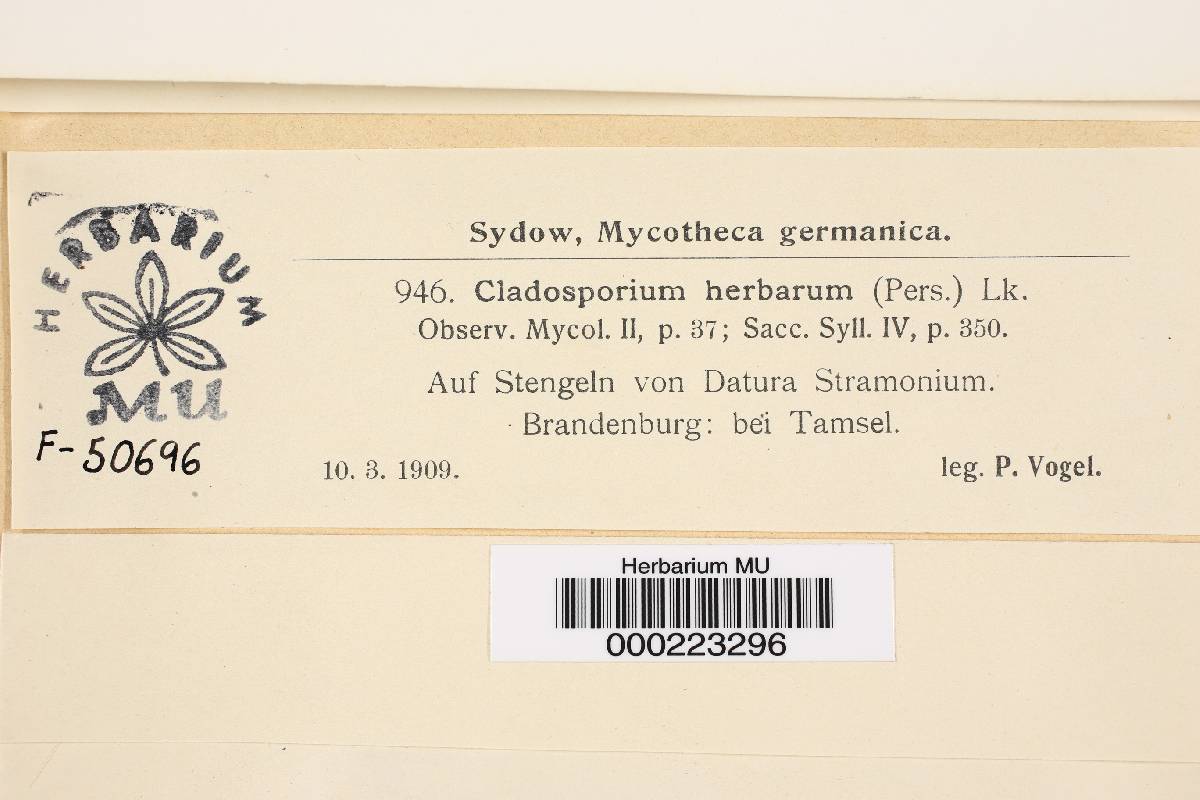 HERBARIUM
MU
F-50696
Sydow, Mycotheca germanica.
946. Cladosporium herbarum (Pers.) Lk.
Observ. Mycol. II, p. 37; Sacc. Syll. IV, p. 350.
Auf Stengeln von Datura Stramonium.
Brandenburg: bei Tamsel.
10. 3. 1909.
leg. P. Vogel.
Herbarium MU
000223296